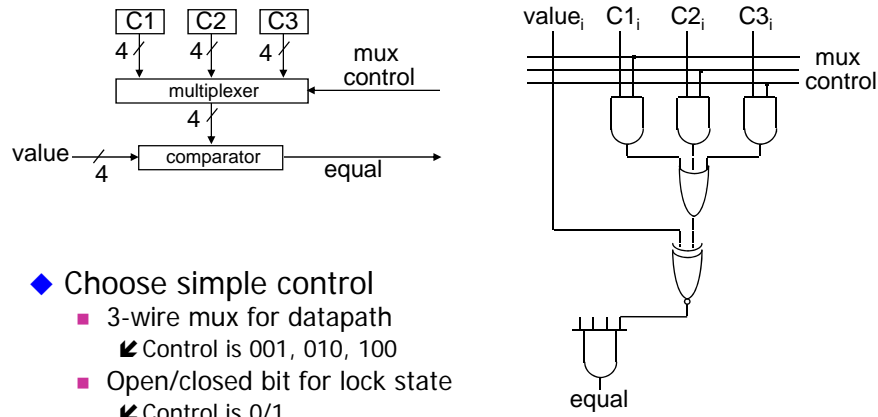 C1 C2 C3
4 4 4
mux
control
multiplexer
4
value
4
comparator
equal
value_i C1_i C2_i C3_i
mux
control
equal
Choose simple control
3-wire mux for datapath
Control is 001, 010, 100
Open/closed bit for lock state
Control is 0/1